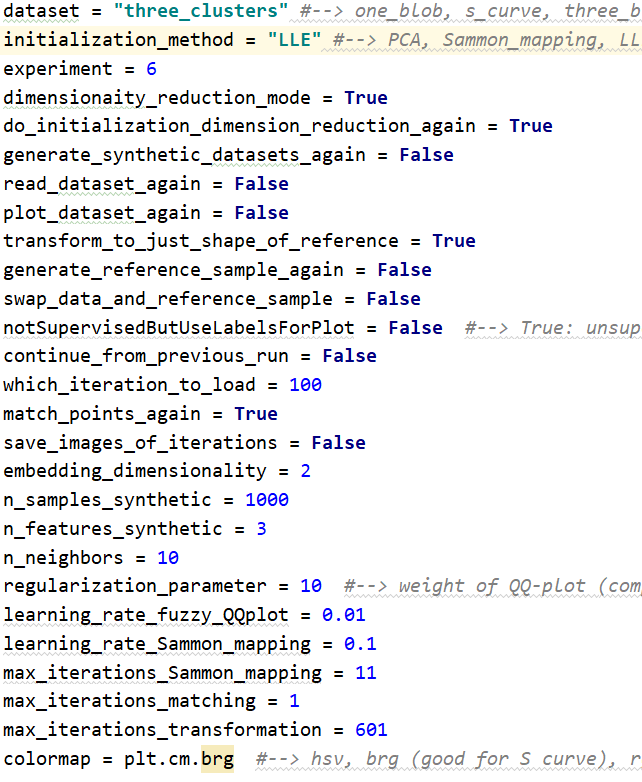 dataset = "three_clusters" #--> one_blob, s_curve, three_b
initialization_method = "LLE" #--> PCA, Sammon_mapping, LL
experiment = 6
dimensionaity_reduction_mode = True
do_initialization_dimension_reduction_again = True
generate_synthetic_datasets_again = False
read_dataset_again = False
plot_dataset_again = False
transform_to_just_shape_of_reference = True
generate_reference_sample_again = False
swap_data_and_reference_sample = False
notSupervisedButUseLabelsForPlot = False  #--> True: unsup
continue_from_previous_run = False
which_iteration_to_load = 100
match_points_again = True
save_images_of_iterations = False
embedding_dimensionality = 2
n_samples_synthetic = 1000
n_features_synthetic = 3
n_neighbors = 10
regularization_parameter = 10  #--> weight of QQ-plot (com
learning_rate_fuzzy_QQplot = 0.01
learning_rate_Sammon_mapping = 0.1
max_iterations_Sammon_mapping = 11
max_iterations_matching = 1
max_iterations_transformation = 601
colormap = plt.cm.brg  #--> hsv, brg (good for S curve), r